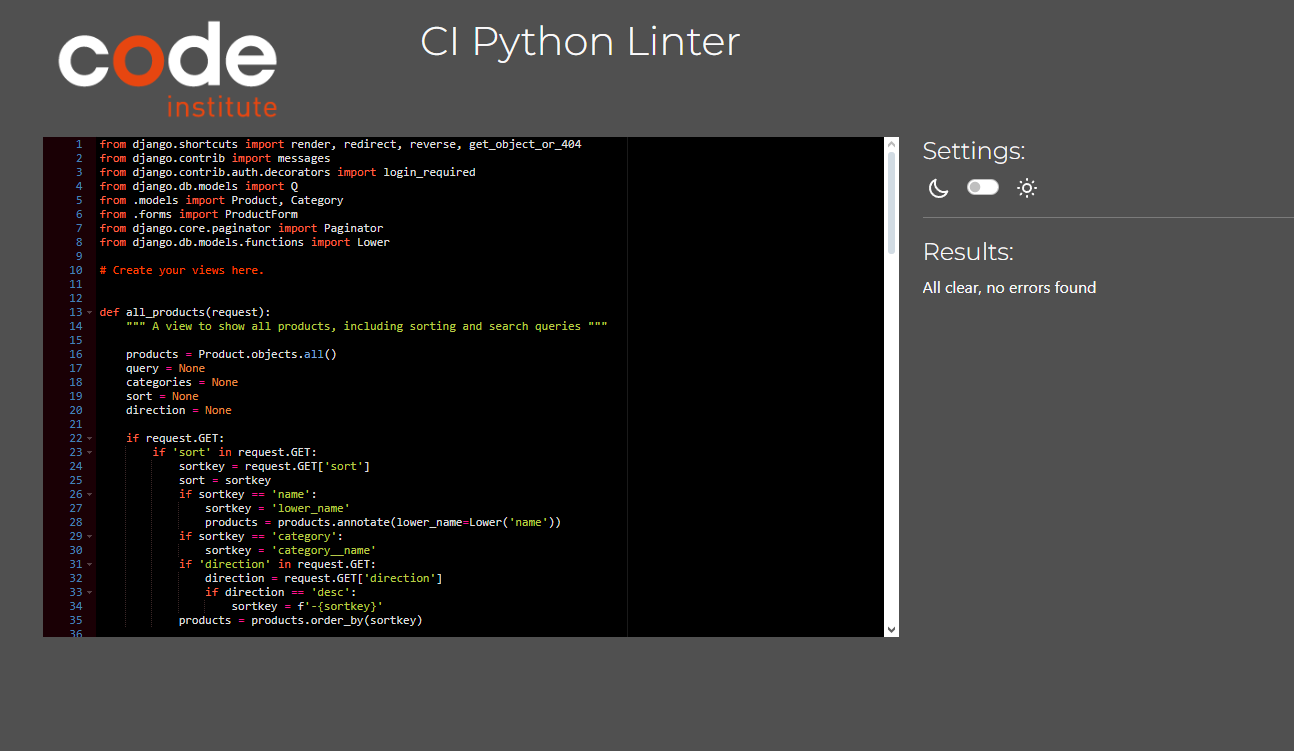 code
institute
CI Python Linter
1 from django.shortcuts import render, redirect, reverse, get_object_or_404
2 from django.contrib import messages
3 from django.contrib.auth.decorators import login_required
4 from django.db.models import Q
5 from .models import Product, Category
6 from .forms import ProductForm
7 from django.core.paginator import Paginator
8 from django.db.models.functions import Lower
9
10 # Create your views here.
11
12
13 def all_products(request):
14     """ A view to show all products, including sorting and search queries """
15
16     products = Product.objects.all()
17     query = None
18     categories = None
19     sort = None
20     direction = None
21
22     if request.GET:
23         if 'sort' in request.GET:
24             sortkey = request.GET['sort']
25             sort = sortkey
26             if sortkey == 'name':
27                 sortkey = 'lower_name'
28                 products = products.annotate(lower_name=Lower('name'))
29             if sortkey == 'category':
30                 sortkey = 'category__name'
31             if 'direction' in request.GET:
32                 direction = request.GET['direction']
33                 if direction == 'desc':
34                     sortkey = f'-{sortkey}'
35             products = products.order_by(sortkey)
36
Settings:
Results:
All clear, no errors found